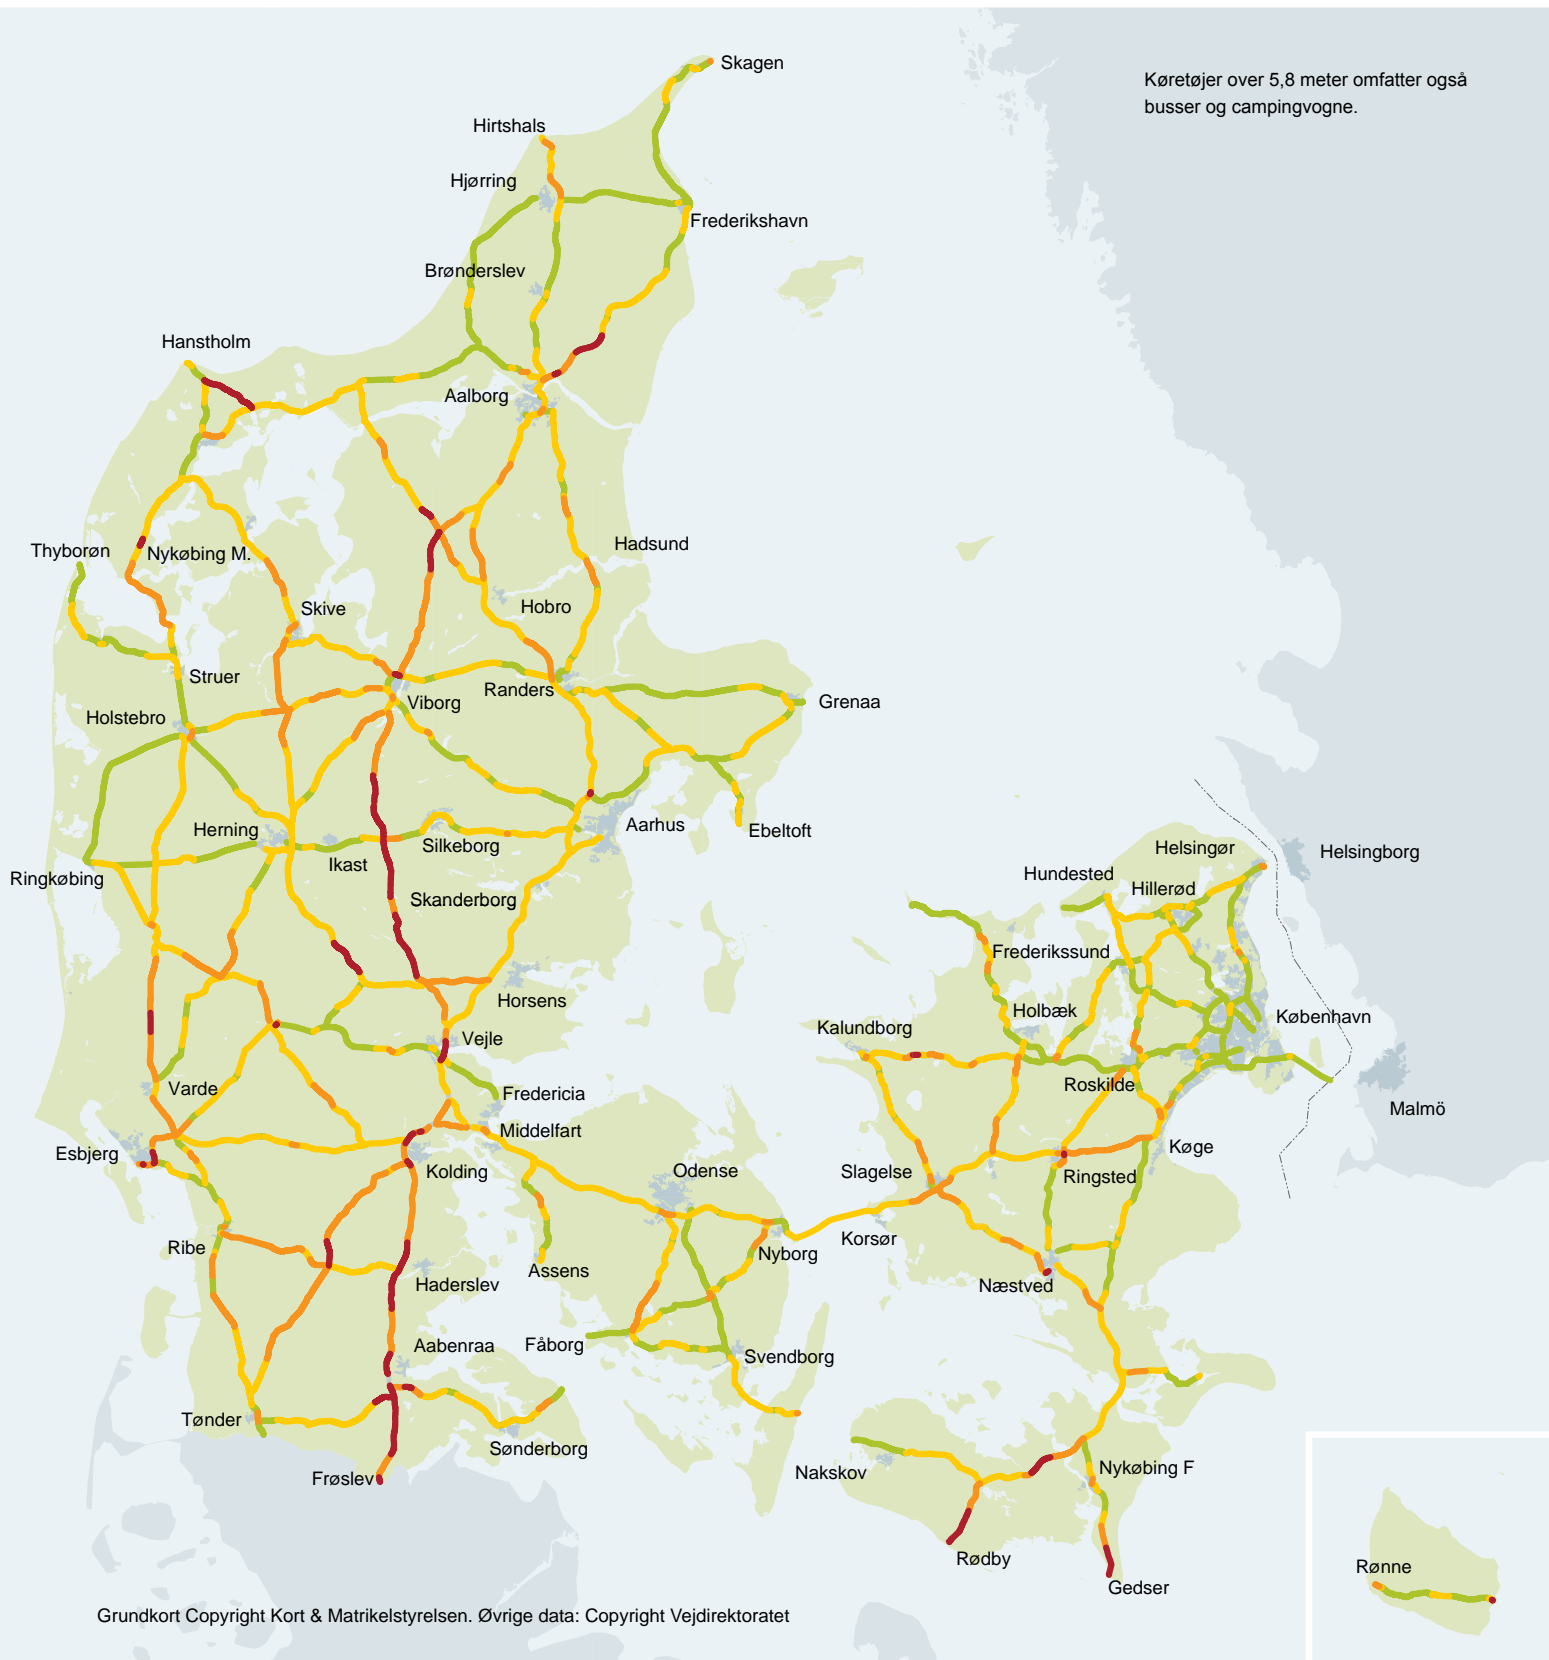 Skagen
Køretøjer over 5,8 meter omfatter også
busser og campingvogne.
Hirtshals
Hjørring
Frederikshavn
Brønderslev
Hanstholm
Aalborg
Thyborøn
Nykøbing M.
Hadsund
Skive
Hobro
Struer
Randers
Viborg
Grenaa
Holstebro
Herning
Aarhus
Ebeltoft
Silkeborg
Ikast
Helsingør
Helsingborg
Ringkøbing
Hundested
Hillerød
Skanderborg
Frederikssund
Horsens
Holbæk
København
Kalundborg
Vejle
Varde
Roskilde
Fredericia
Malmö
Middelfart
Esbjerg
Køge
Kolding
Odense
Slagelse
Ringsted
Ribe
Nyborg
Korsør
Assens
Haderslev
Næstved
Aabenraa
Fåborg
Svendborg
Tønder
Sønderborg
Nykøbing F
Nakskov
Frøslev
Rødby
Rønne
Gedser
Grundkort Copyright Kort & Matrikelstyrelsen. Øvrige data: Copyright Vejdirektoratet